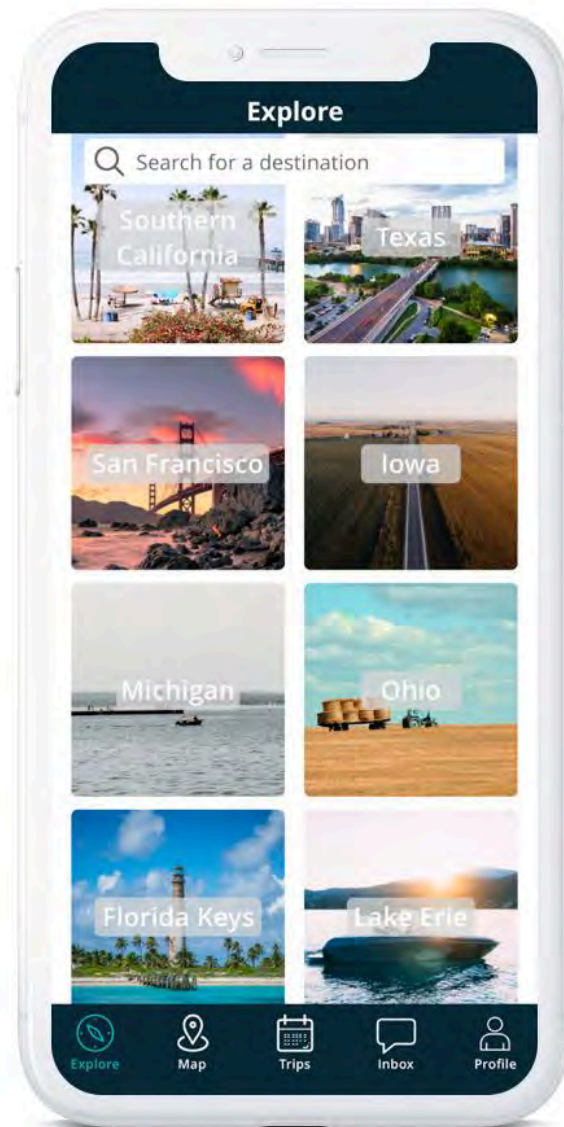 Explore
Search for a destination
Southern
California
Texas
San Francisco
Iowa
Michigan
Ohio
Florida Keys
Lake Erie
Explore
Map
Trips
Inbox
Profile